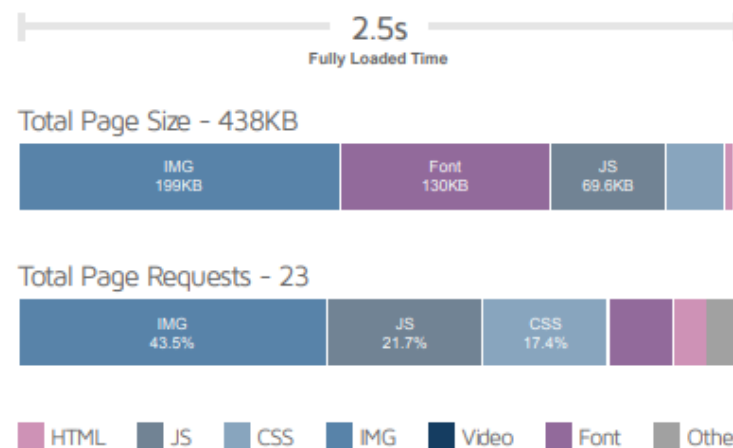 2.5s
Fully Loaded Time
Total Page Size - 438KB
IMG Font JS
199KB 130KB 69.6KB
Total Page Requests - 23
IMG JS CSS
43.5% 21.7% 17.4%
HTML JS CSS IMG Video Font Othe